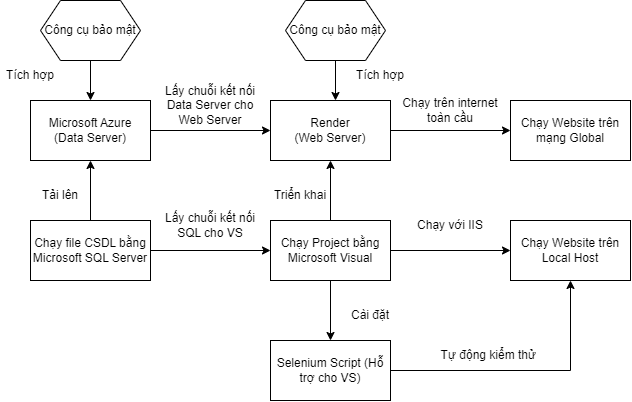 Công cụ bảo mật
Công cụ bảo mật
Tích hợp
Tích hợp
Microsoft Azure
(Data Server)
Lấy chuỗi kết nối
Data Server cho
Web Server
Render
(Web Server)
Chạy trên internet
toàn cầu
Chạy Website trên
mạng Global
Tải lên
Triển khai
Chạy file CSDL bằng
Microsoft SQL Server
Lấy chuỗi kết nối
SQL cho VS
Chạy Project bằng
Microsoft Visual
Chạy với IIS
Chạy Website trên
Local Host
Cài đặt
Selenium Script (Hỗ
trợ cho VS)
Tự động kiểm thử